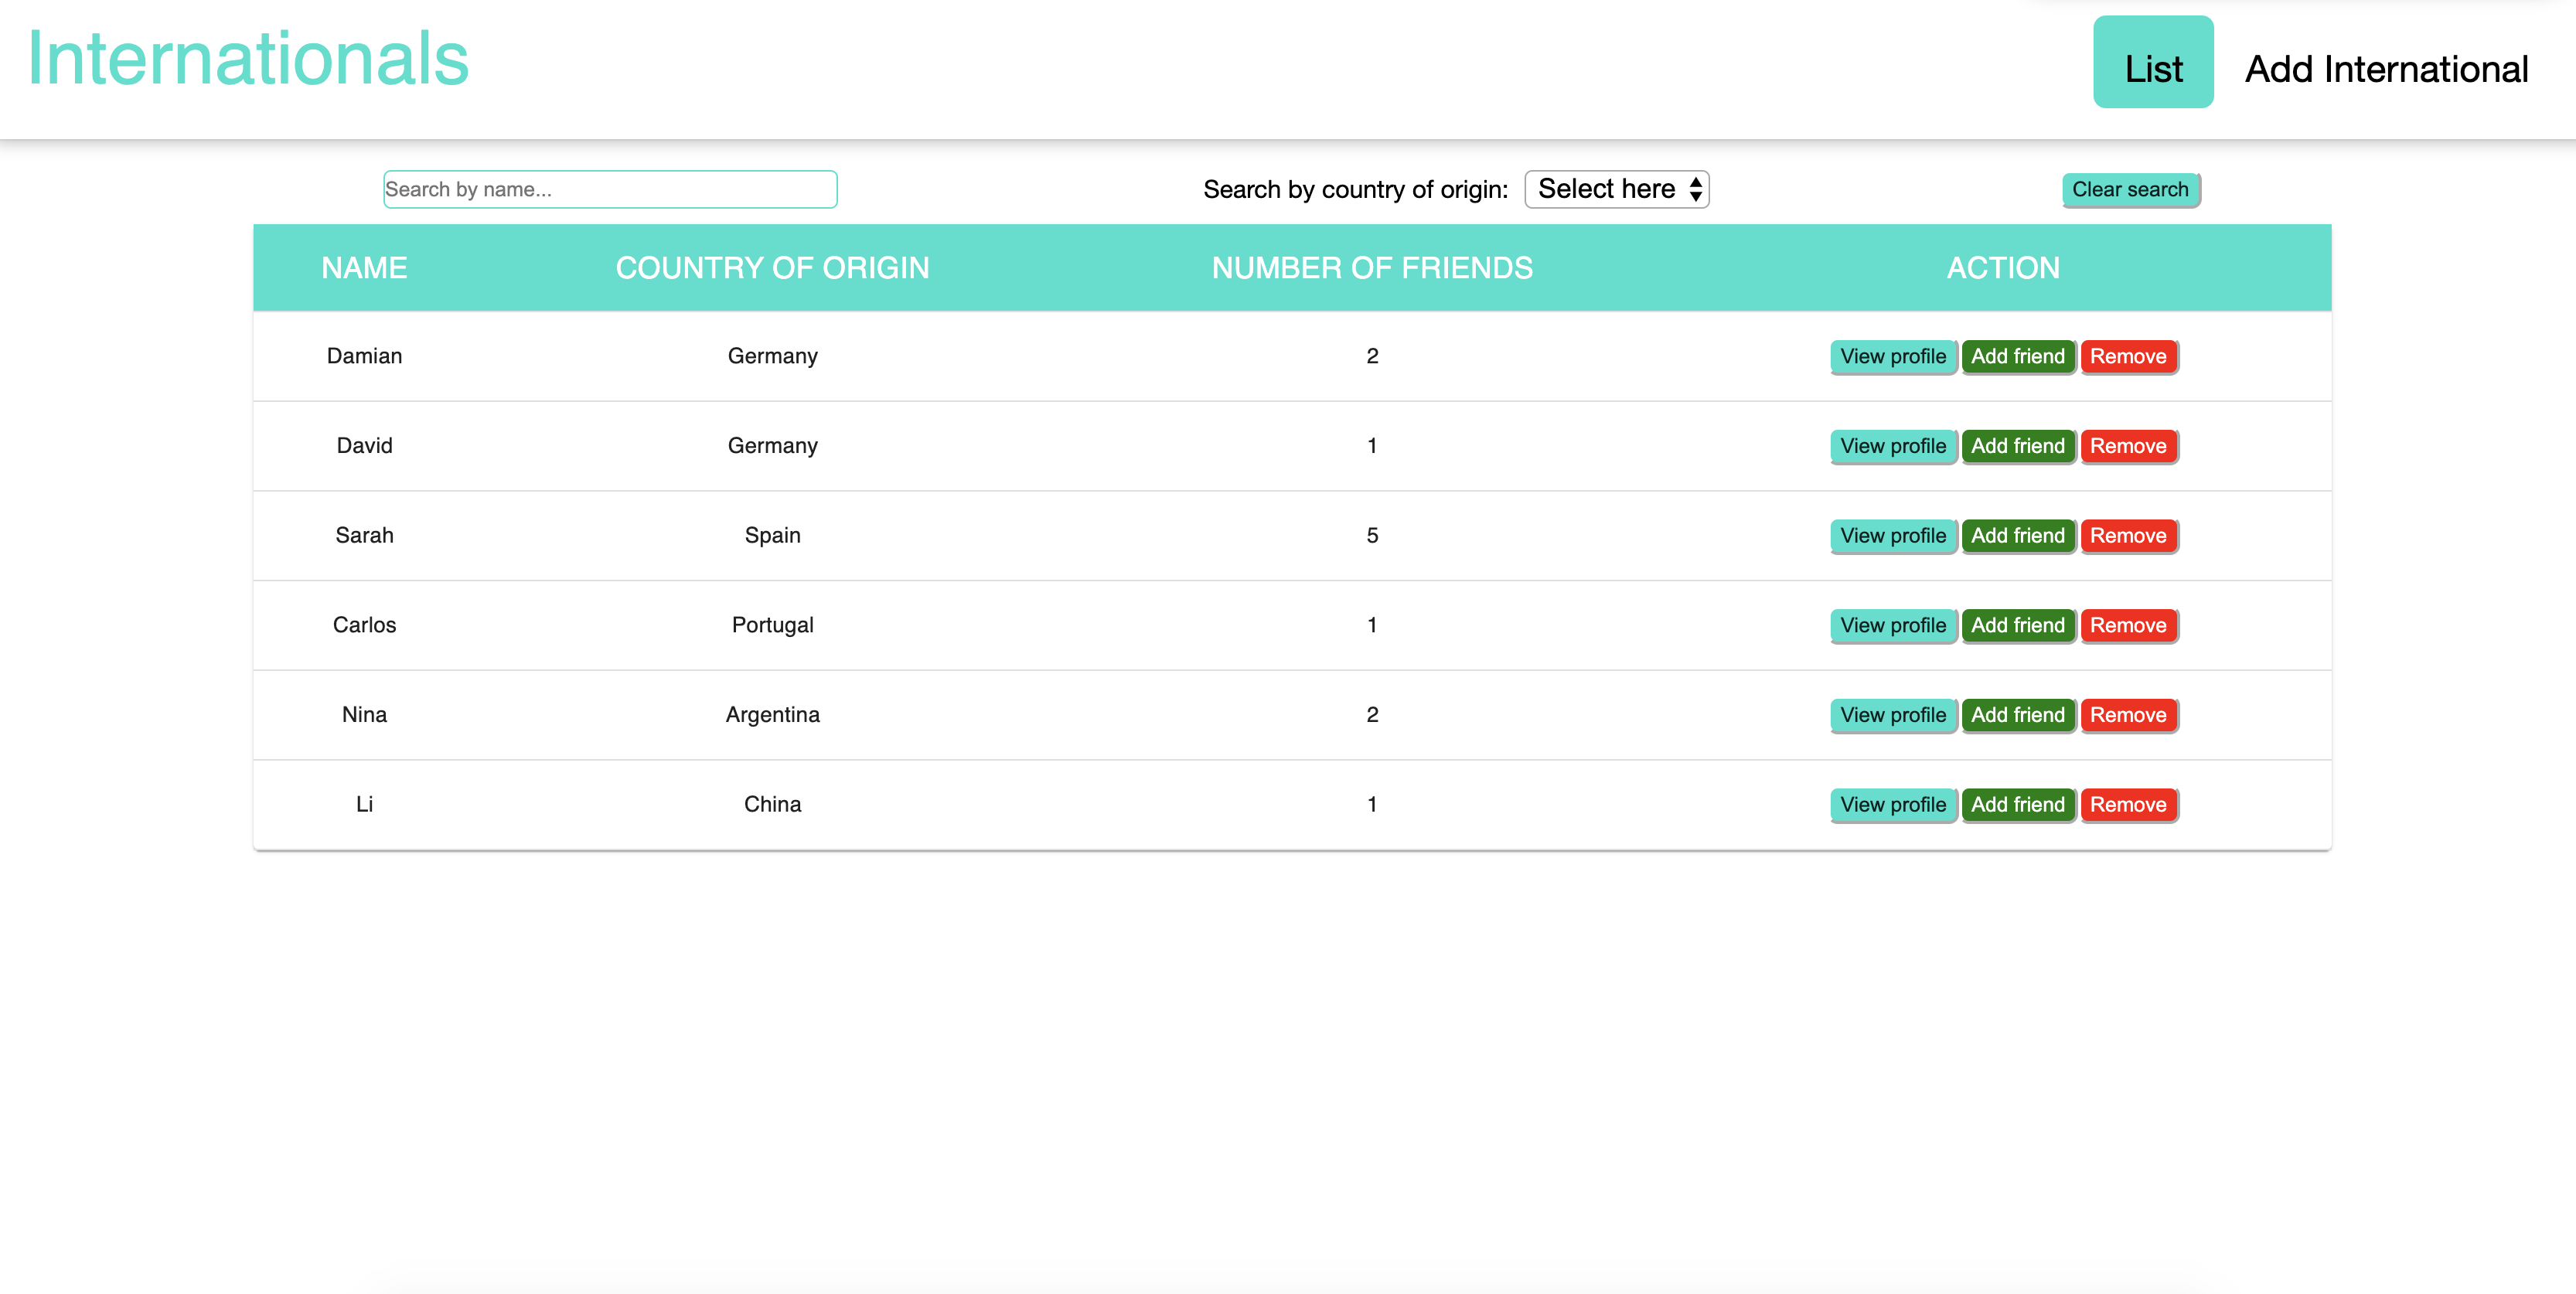 Internationals
List Add International
Search by name... Search by country of origin: Select here Clear search
NAME COUNTRY OF ORIGIN NUMBER OF FRIENDS ACTION
Damian Germany 2 View profile Add friend Remove
David Germany 1 View profile Add friend Remove
Sarah Spain 5 View profile Add friend Remove
Carlos Portugal 1 View profile Add friend Remove
Nina Argentina 2 View profile Add friend Remove
Li China 1 View profile Add friend Remove